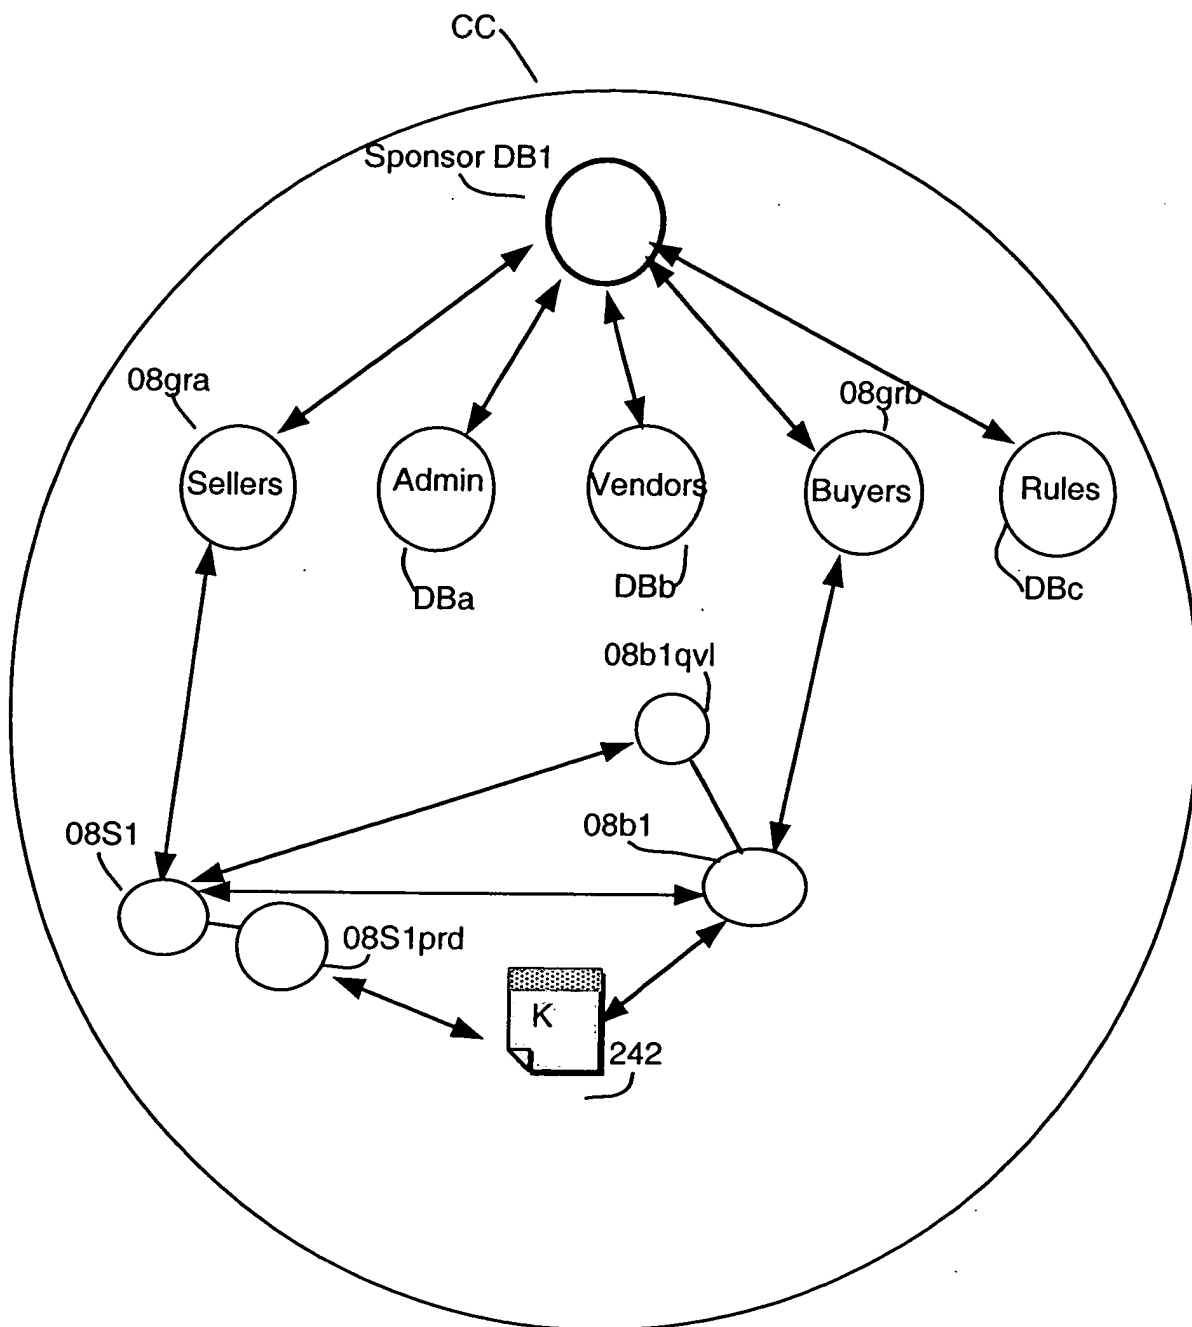 CC
Sponsor DB1
08gra
08grb
Sellers
Admin
Vendors
Buyers
Rules
DBa
DBb
DBc
08b1qvl
08S1
08b1
08S1prd
K
242